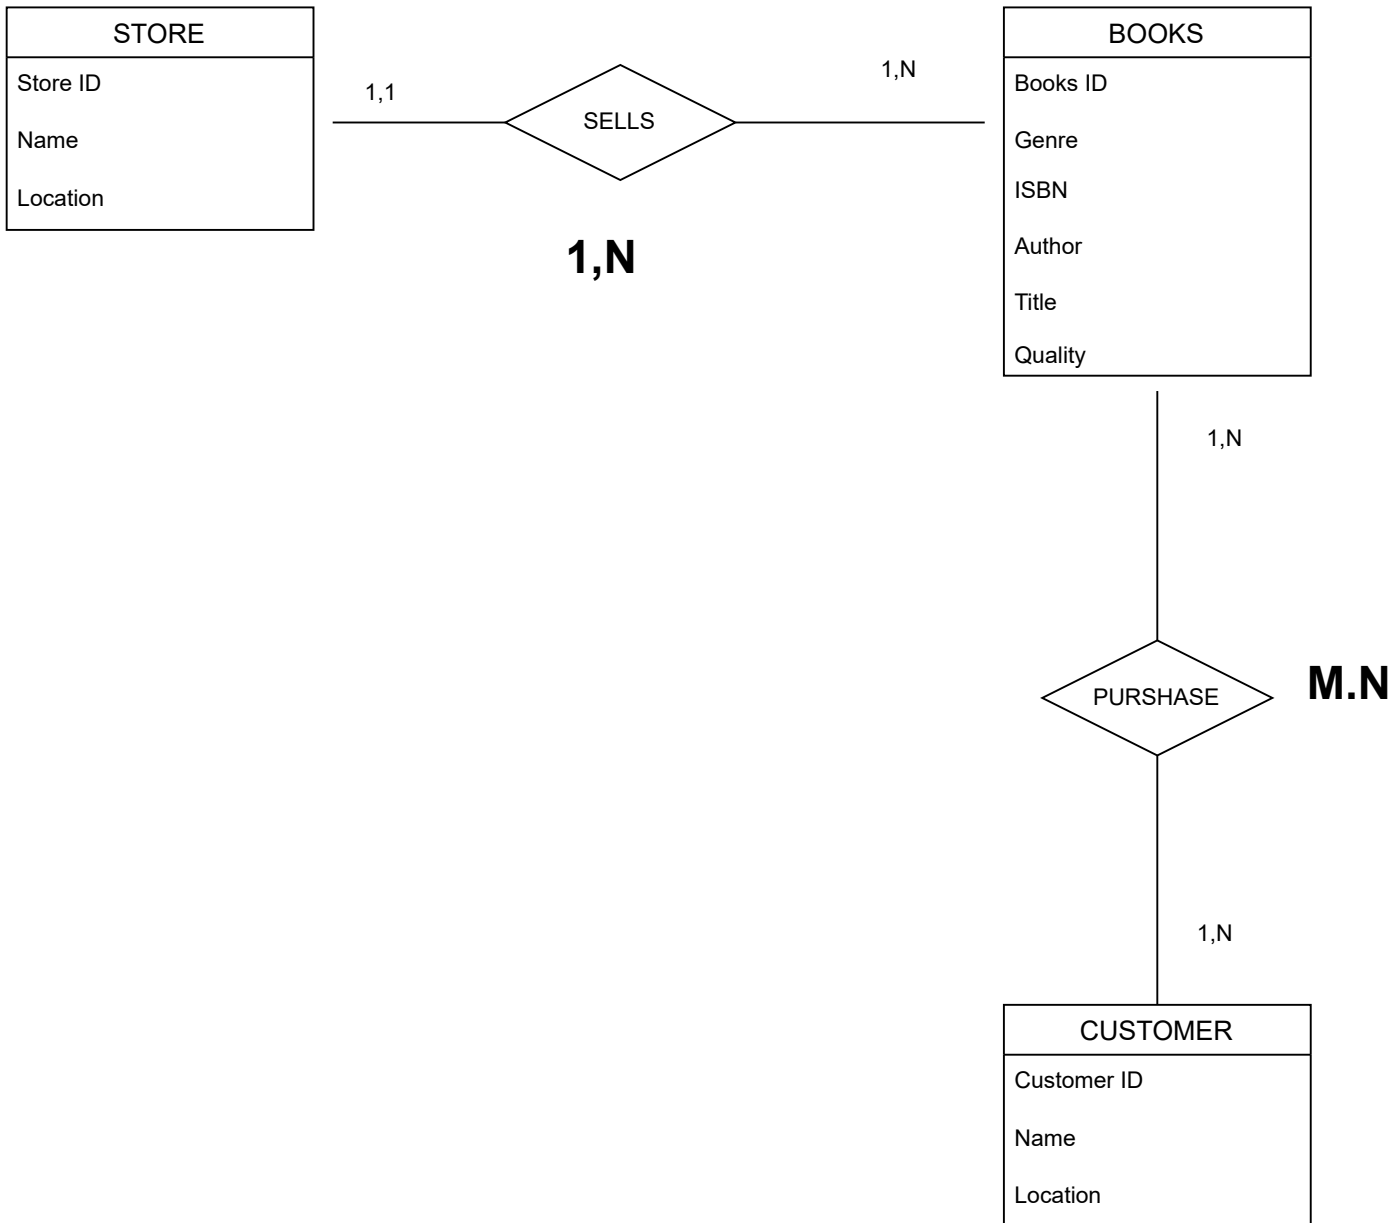 STORE
Store ID
Name
Location
1,1
SELLS
1,N
1,N
BOOKS
Books ID
Genre
ISBN
Author
Title
Quality
1,N
PURSHASE
M.N
1,N
CUSTOMER
Customer ID
Name
Location